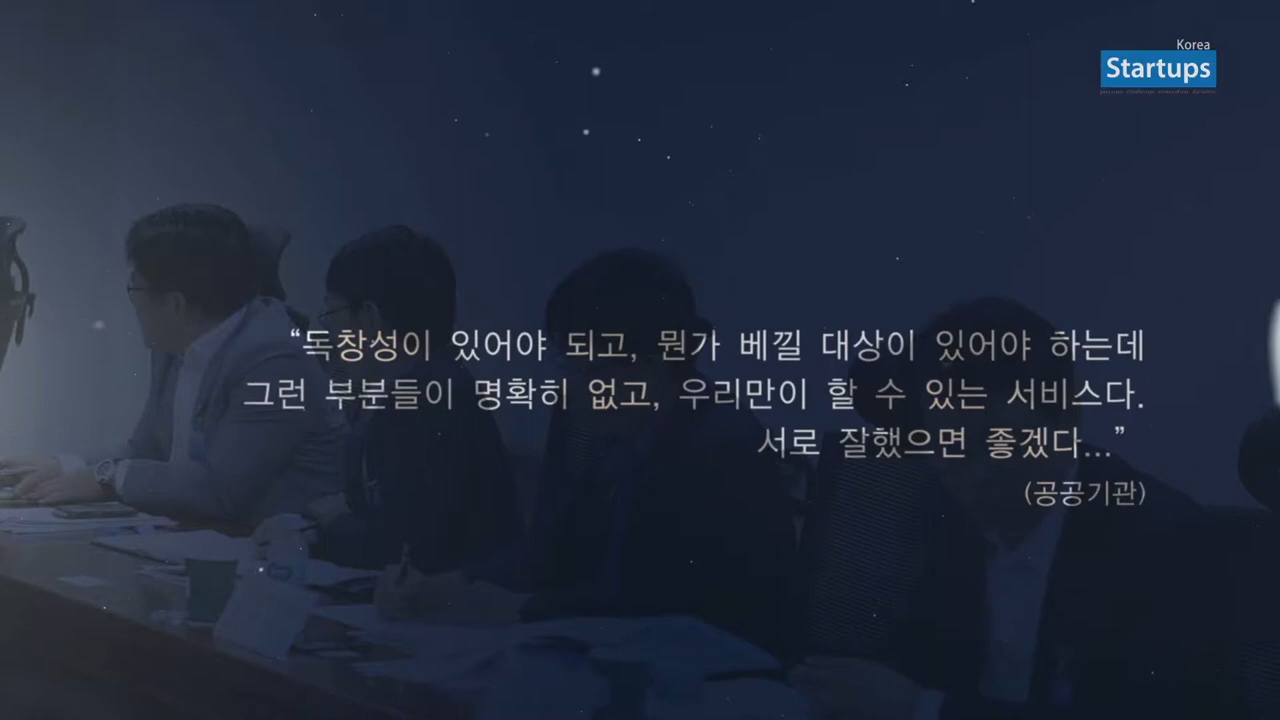 Korea
Startups
“독창성이 있어야 되고, 뭔가 베낄 대상이 있어야 하는데
그런 부분들이 명확히 없고, 우리만이 할 수 있는 서비스다.
서로 잘했으면 좋겠다...”
(공공기관)